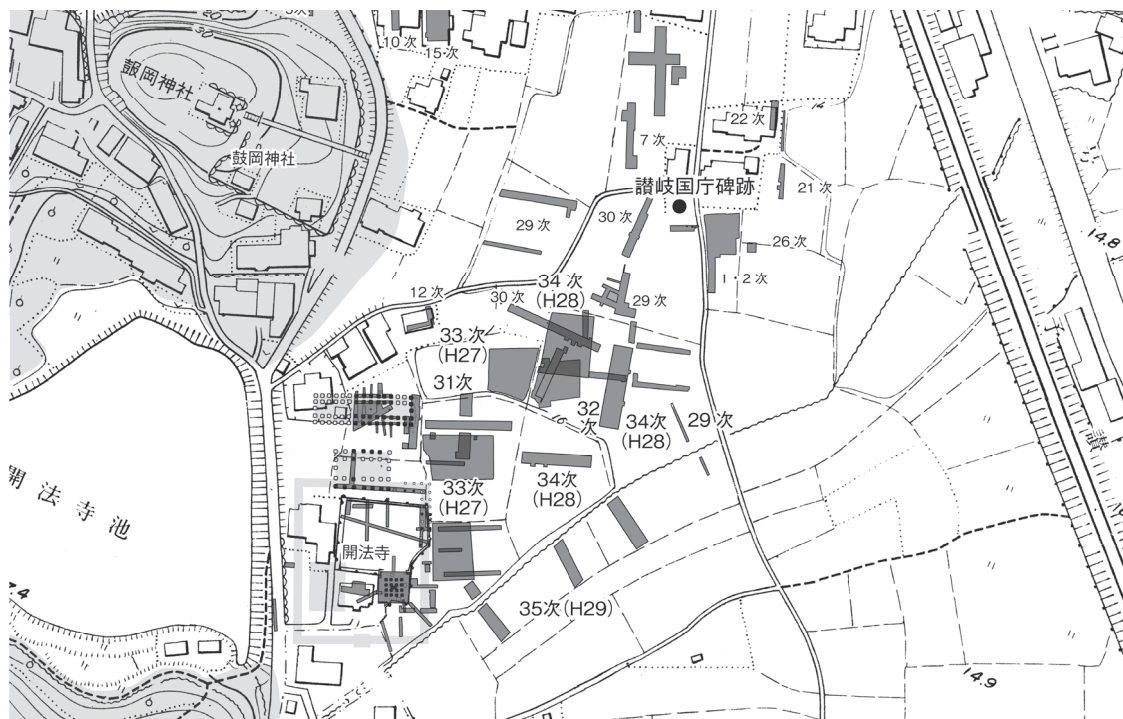 10次
15次
30
皷岡神社
鼓岡神社
7次
22次
讃岐国庁碑跡
21次
29次
30次
26次
1・2次
14.8
12次
30次
34次
(H28)
29次
33次
(H27)
31次
32
次
34次
(H28)
29次
34次
(H28)
33次
(H27)
開法寺池
開法寺
35次(H29)
讃
14.9